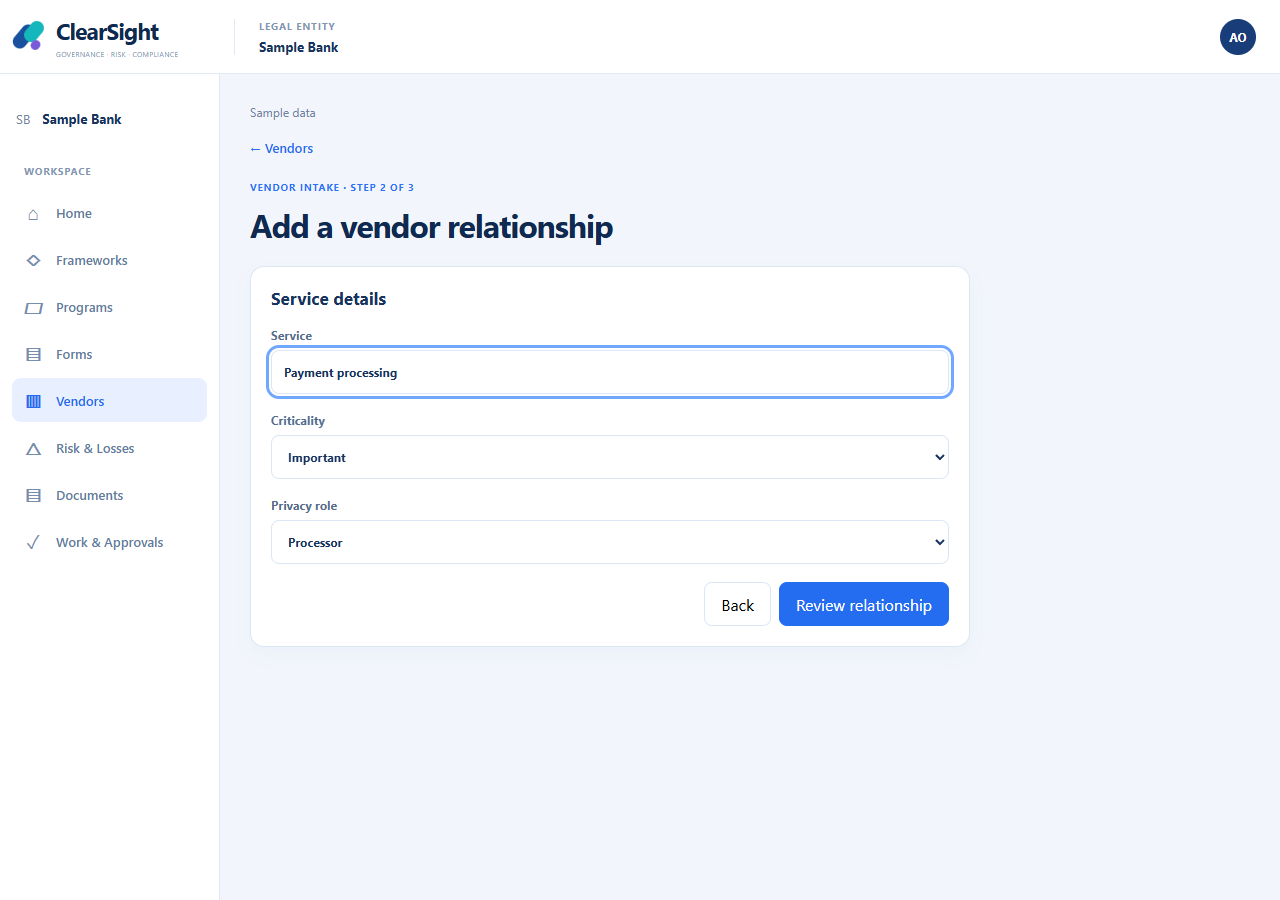 ClearSight
GOVERNANCE · RISK · COMPLIANCE
LEGAL ENTITY
Sample Bank
AO
SB Sample Bank
WORKSPACE
Home
Frameworks
Programs
Forms
Vendors
Risk & Losses
Documents
Work & Approvals
Sample data
← Vendors
VENDOR INTAKE · STEP 2 OF 3
Add a vendor relationship
Service details
Service
Payment processing
Criticality
Important
Privacy role
Processor
Back
Review relationship